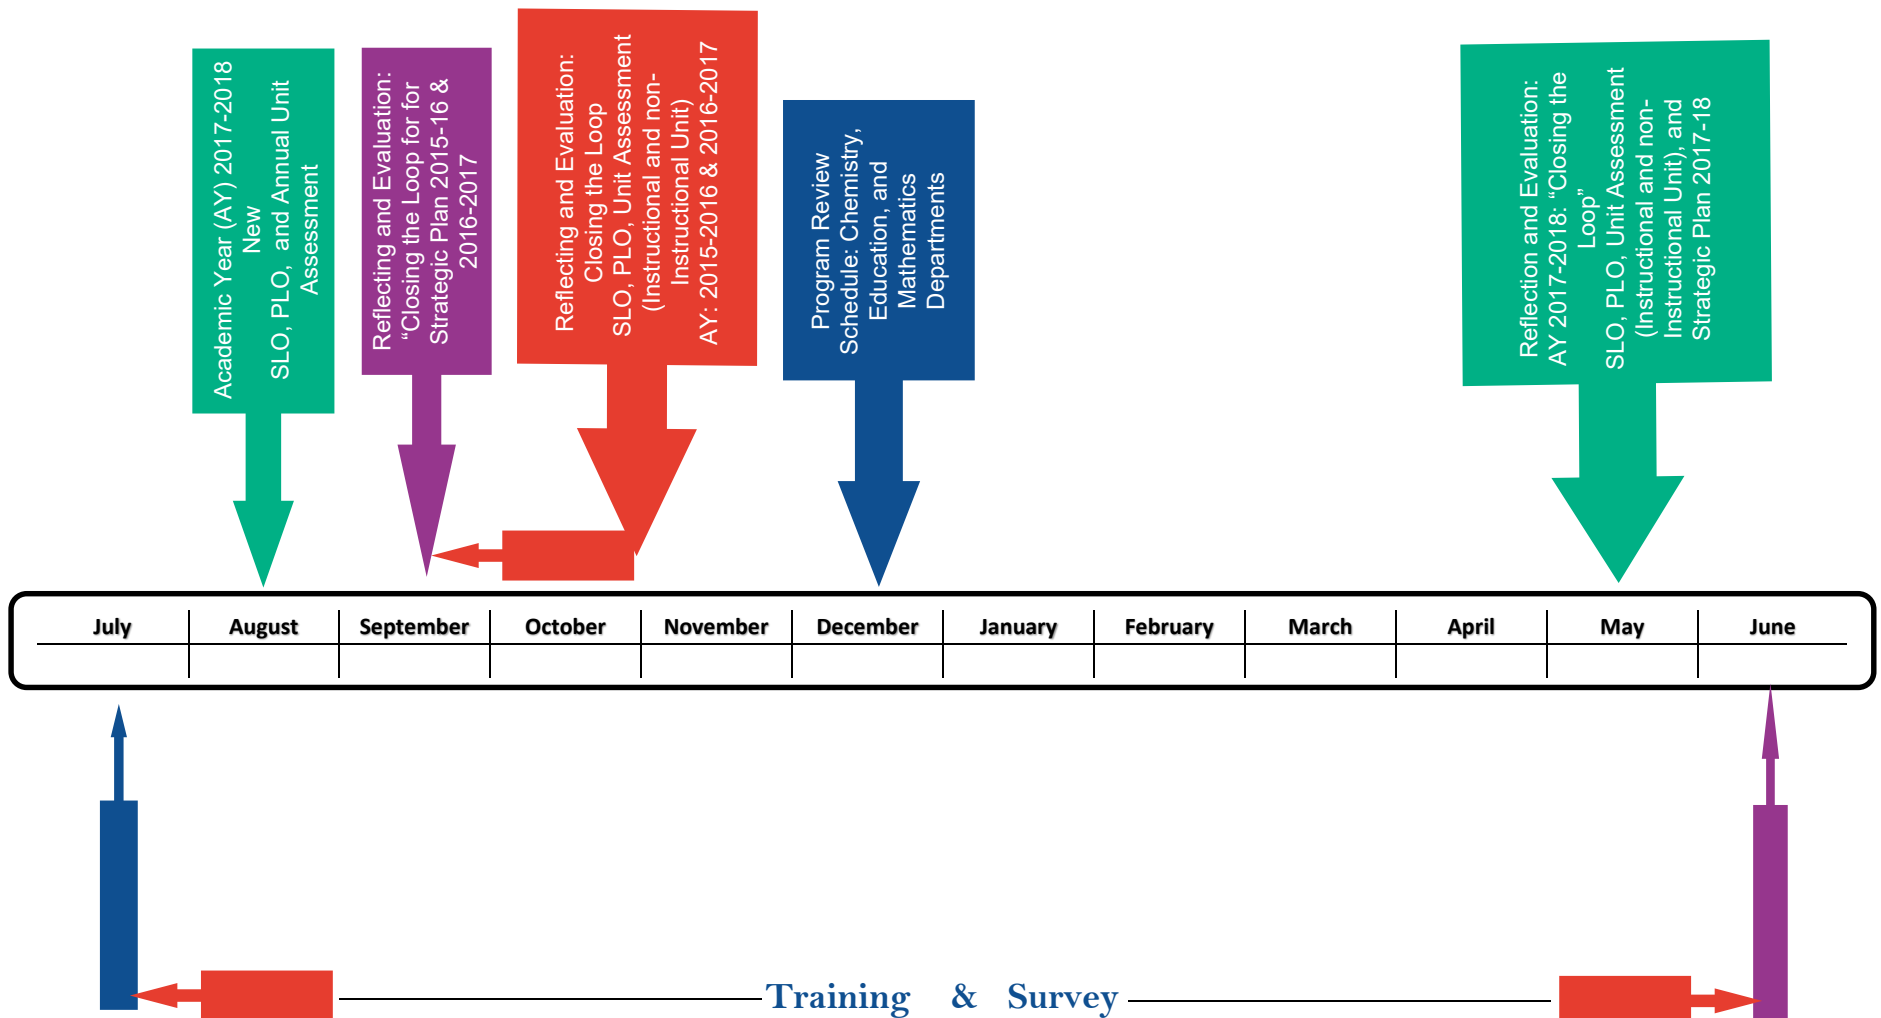 Academic Year (AY) 2017-2018
New
SLO, PLO, and Annual Unit
Assessment
Reflecting and Evaluation:
“Closing the Loop for for
Strategic Plan 2015-16 &
2016-2017
Reflecting and Evaluation:
Closing the Loop
SLO, PLO, Unit Assessment
(Instructional and non-
Instructional Unit)
AY: 2015-2016 & 2016-2017
Program Review
Schedule: Chemistry,
Education, and
Mathematics
Departments
Reflection and Evaluation:
AY 2017-2018: “Closing the
Loop”
SLO, PLO, Unit Assessment
(Instructional and non-
Instructional Unit), and
Strategic Plan 2017-18
July August September October November December January February March April May June
Training & Survey